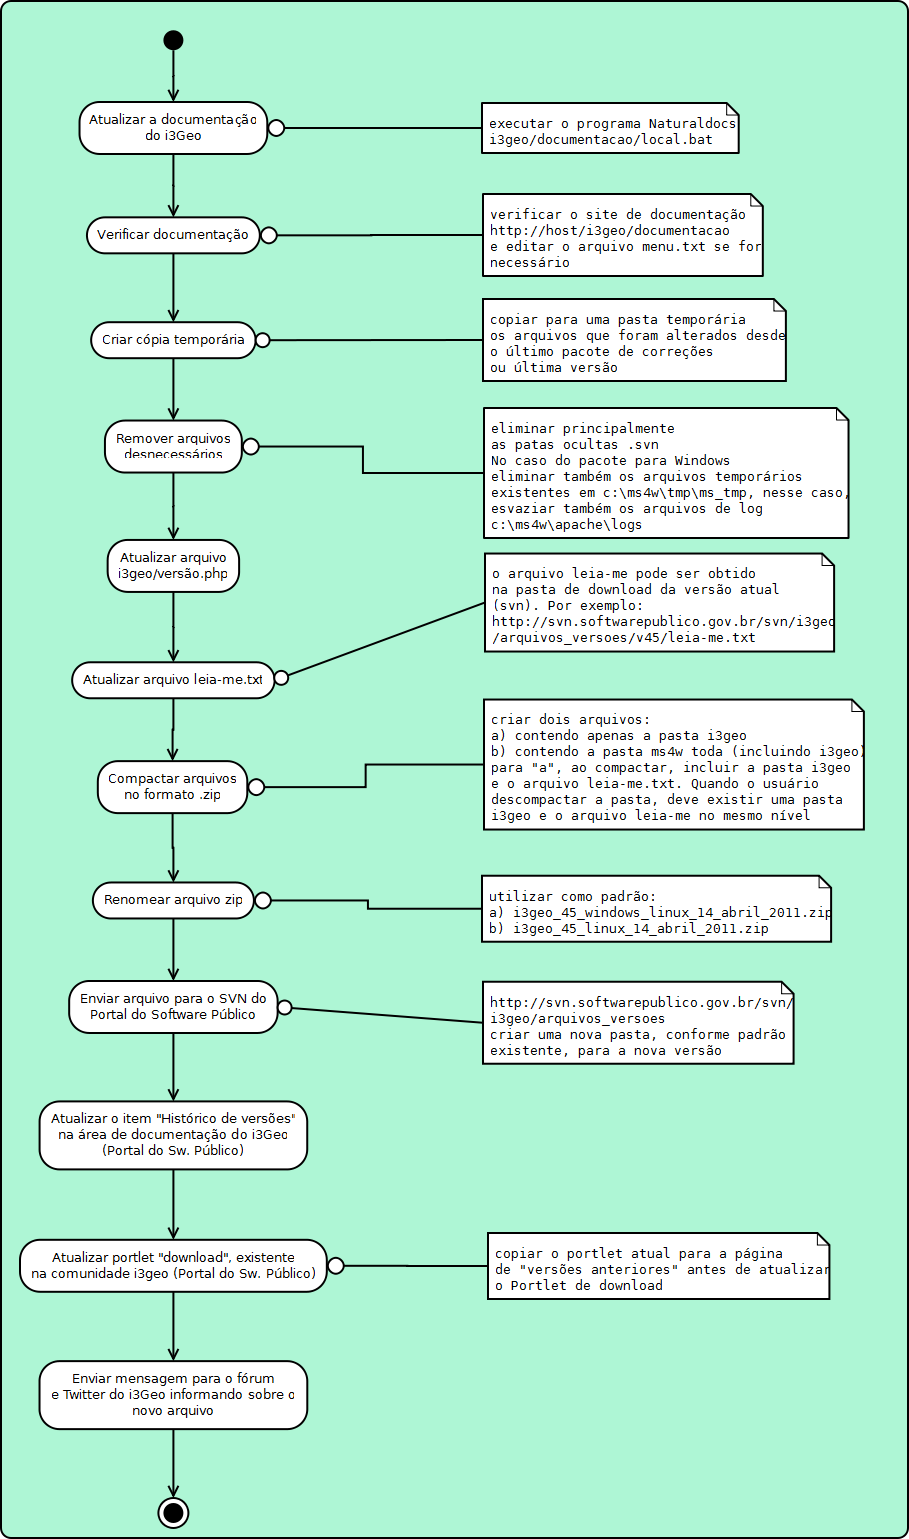 Atualizar a documentação
do i3Geo
executar o programa Naturaldocs
i3geo/documentacao/local.bat
Verificar documentação
verificar o site de documentação
http://host/i3geo/documentacao
e editar o arquivo menu.txt se for
necessário
Criar cópia temporária
copiar para uma pasta temporária
os arquivos que foram alterados desde
o último pacote de correções
ou última versão
Remover arquivos
desnecessários
eliminar principalmente
as patas ocultas .svn
No caso do pacote para Windows
eliminar também os arquivos temporários
existentes em c:\ms4w\tmp\ms_tmp, nesse caso,
esvaziar também os arquivos de log
c:\ms4w\apache\logs
Atualizar arquivo
i3geo/versão.php
Atualizar arquivo leia-me.txt
o arquivo leia-me pode ser obtido
na pasta de download da versão atual
(svn). Por exemplo:
http://svn.softwarepublico.gov.br/svn/i3geo
/arquivos_versoes/v45/leia-me.txt
Compactar arquivos
no formato .zip
criar dois arquivos:
a) contendo apenas a pasta i3geo
b) contendo a pasta ms4w toda (incluindo i3geo)
para "a", ao compactar, incluir a pasta i3geo
e o arquivo leia-me.txt. Quando o usuário
descompactar a pasta, deve existir uma pasta
i3geo e o arquivo leia-me no mesmo nível
Renomear arquivo zip
utilizar como padrão:
a) i3geo_45_windows_linux_14_abril_2011.zip
b) i3geo_45_linux_14_abril_2011.zip
Enviar arquivo para o SVN do
Portal do Software Público
http://svn.softwarepublico.gov.br/svn/
i3geo/arquivos_versoes
criar uma nova pasta, conforme padrão
existente, para a nova versão
Atualizar o item "Histórico de versões"
na área de documentação do i3Geo
(Portal do Sw. Público)
Atualizar portlet "download", existente
na comunidade i3geo (Portal do Sw. Público)
copiar o portlet atual para a página
de "versões anteriores" antes de atualizar
o Portlet de download
Enviar mensagem para o fórum
e Twitter do i3Geo informando sobre o
novo arquivo